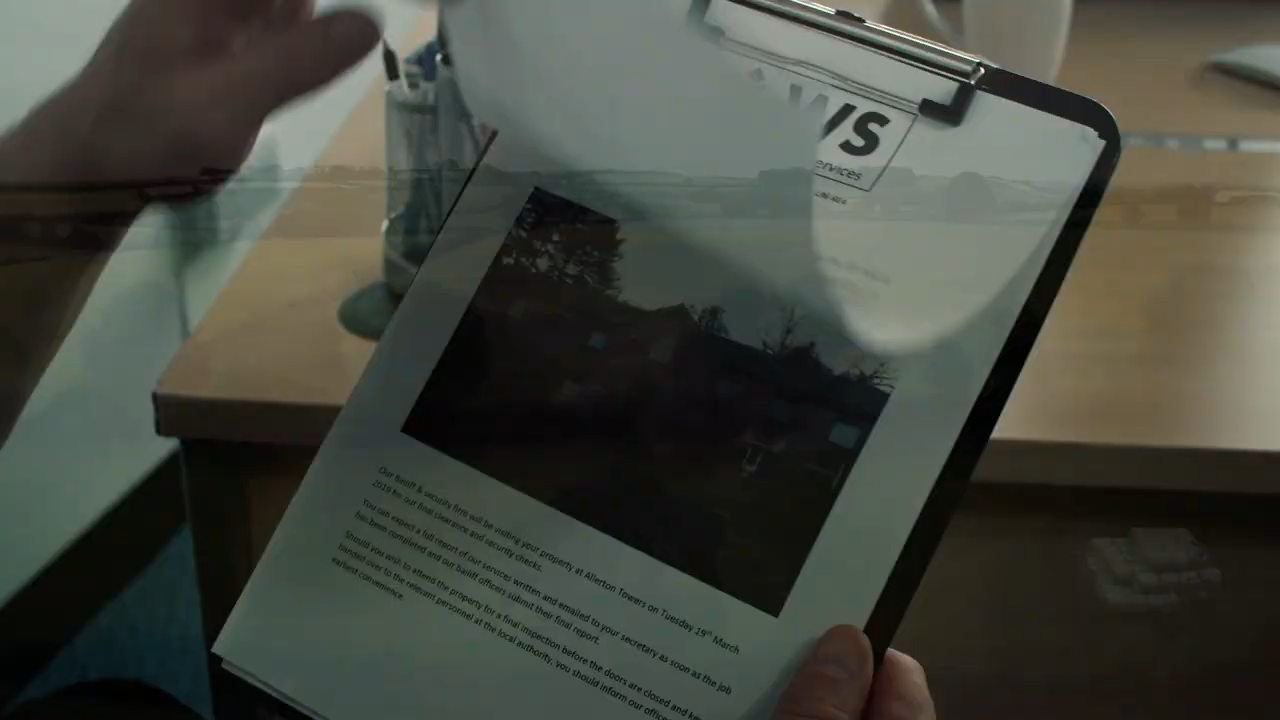 WS
ervices
Our Bailiff & security firm will be visiting your property at Allerton Towers on Tuesday 19th March
2019 for our final clearance and security checks.
You can expect a full report of our services written and emailed to your secretary as soon as the job
has been completed and our bailiff officers submit their final report.
Should you wish to attend the property for a final inspection before the doors are closed and
handed over to the relevant personnel at the local authority, you should inform our
earliest convenience.